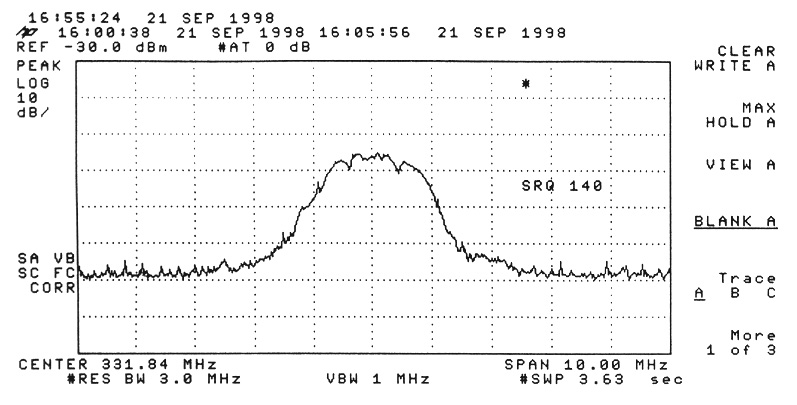 16:55:24 21 SEP 1998
16:00:38 21 SEP 1998 16:05:56 21 SEP 1998
REF -30.0 dBm #AT 0 dB
PEAK
LOG
10
dB/
*
SRQ 140
SA VB
SC FC
CORR
CENTER 331.84 MHz SPAN 10.00 MHz
#RES BW 3.0 MHz VBW 1 MHz #SWP 3.63 sec
CLEAR
WRITE A
MAX
HOLD A
VIEW A
BLANK A
Trace
A B C
More
1 of 3